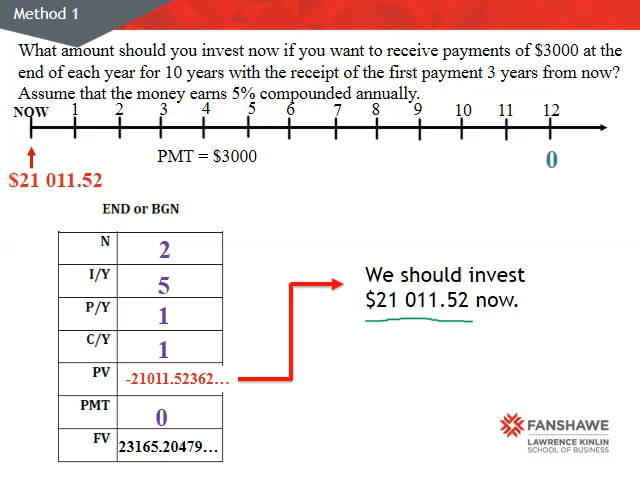 Method 1
What amount should you invest now if you want to receive payments of $3000 at the
end of each year for 10 years with the receipt of the first payment 3 years from now?
Assume that the money earns 5% compounded annually.
NOW 1 2 3 4 5 6 7 8 9 10 11 12
PMT = $3000
0
$21 011.52
END or BGN
N 2
I/Y 5
P/Y 1
C/Y 1
PV -21011.52362...
PMT 0
FV 23165.20479...
We should invest
$21 011.52 now.
FANSHAWE
LAWRENCE KINLIN
SCHOOL OF BUSINESS